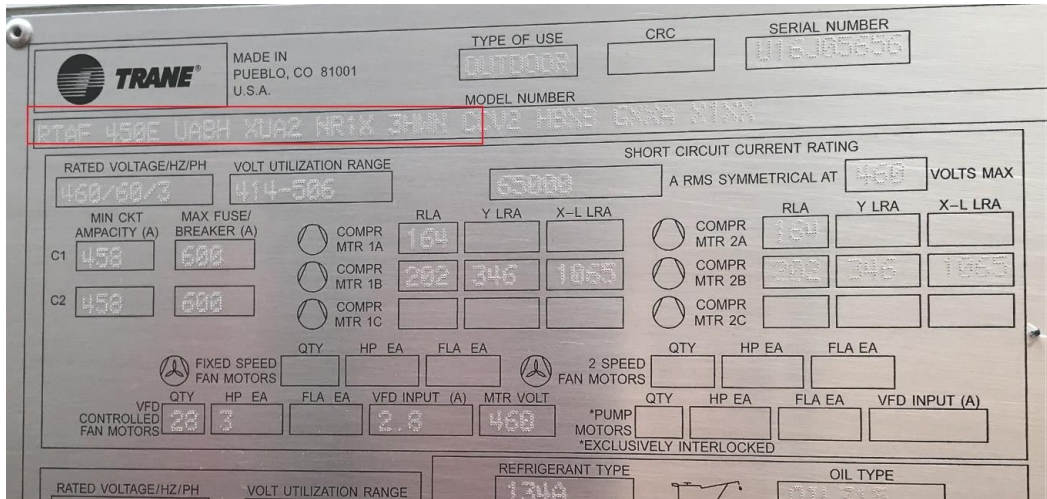 TRANE®
MADE IN
PUEBLO, CO 81001
U.S.A.
TYPE OF USE
OUTDOOR
CRC
SERIAL NUMBER
U16J05656
MODEL NUMBER
RTAF 450E UA8H XUA2 NR1X 3HWN
RATED VOLTAGE/HZ/PH
460/60/3
VOLT UTILIZATION RANGE
414-506
SHORT CIRCUIT CURRENT RATING
65000 A RMS SYMMETRICAL AT 460 VOLTS MAX
MIN CKT
AMPACITY (A)
MAX FUSE/
BREAKER (A)
C1 458 600
C2 458 600
RLA Y LRA X-L LRA
COMPR
MTR 1A 164
COMPR
MTR 1B 202 346 1065
COMPR
MTR 1C
RLA Y LRA X-L LRA
COMPR
MTR 2A 164
COMPR
MTR 2B 202 346 1065
COMPR
MTR 2C
QTY HP EA FLA EA
FIXED SPEED
FAN MOTORS
QTY HP EA FLA EA
2 SPEED
FAN MOTORS
QTY HP EA FLA EA VFD INPUT (A) MTR VOLT
VFD
CONTROLLED
FAN MOTORS
28 3 2.8 460
QTY HP EA FLA EA VFD INPUT (A)
*PUMP
MOTORS
*EXCLUSIVELY INTERLOCKED
RATED VOLTAGE/HZ/PH
VOLT UTILIZATION RANGE
REFRIGERANT TYPE
134A
OIL TYPE